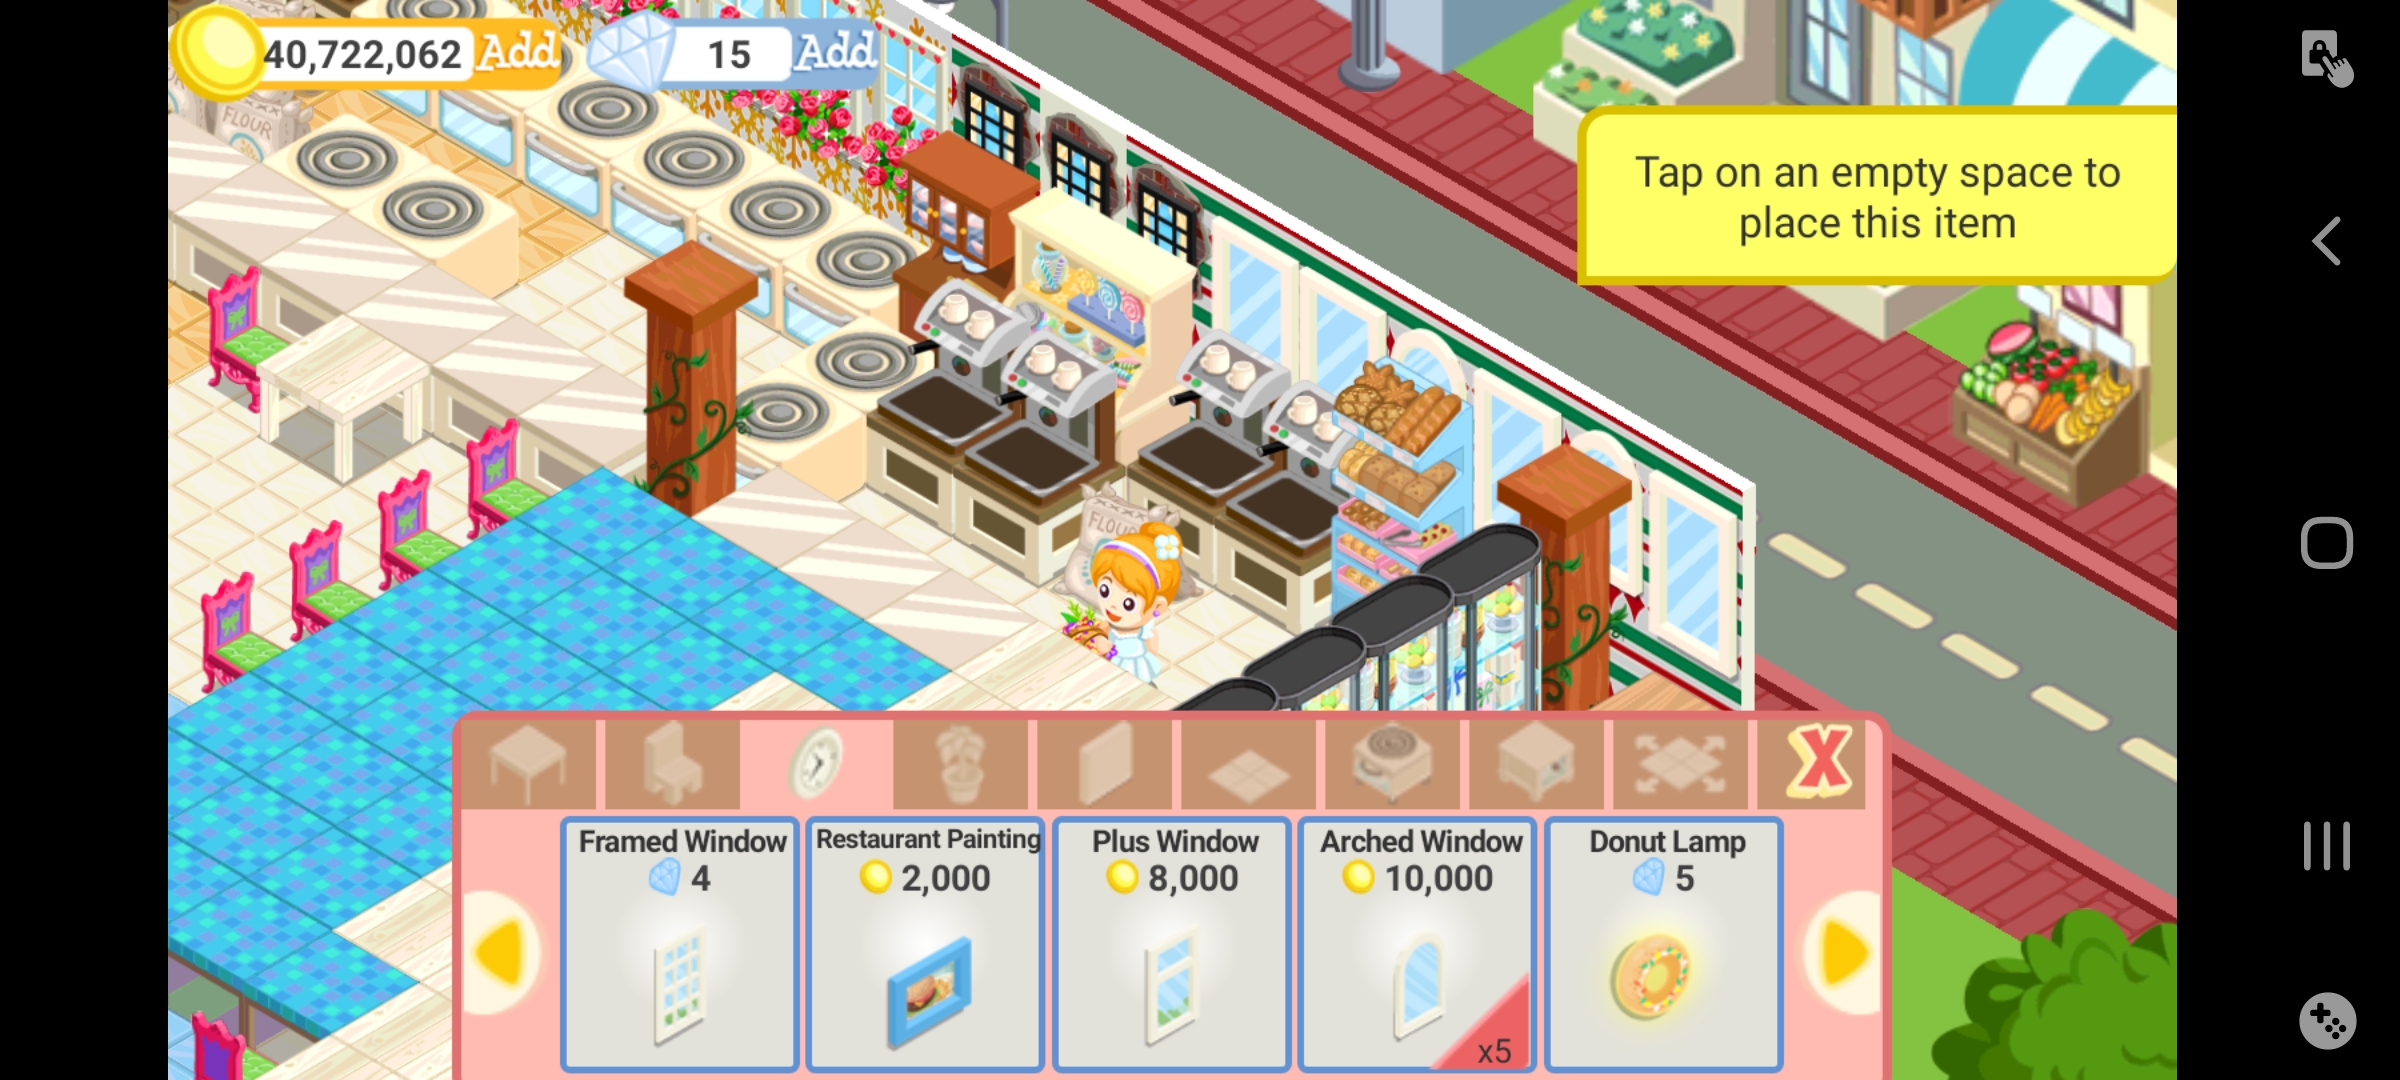 40,722,062 Add 15 Add
FLOUR
Tap on an empty space to
place this item
FLOUR
Framed Window
4
Restaurant Painting
2,000
Plus Window
8,000
Arched Window
10,000
x5
Donut Lamp
5
X